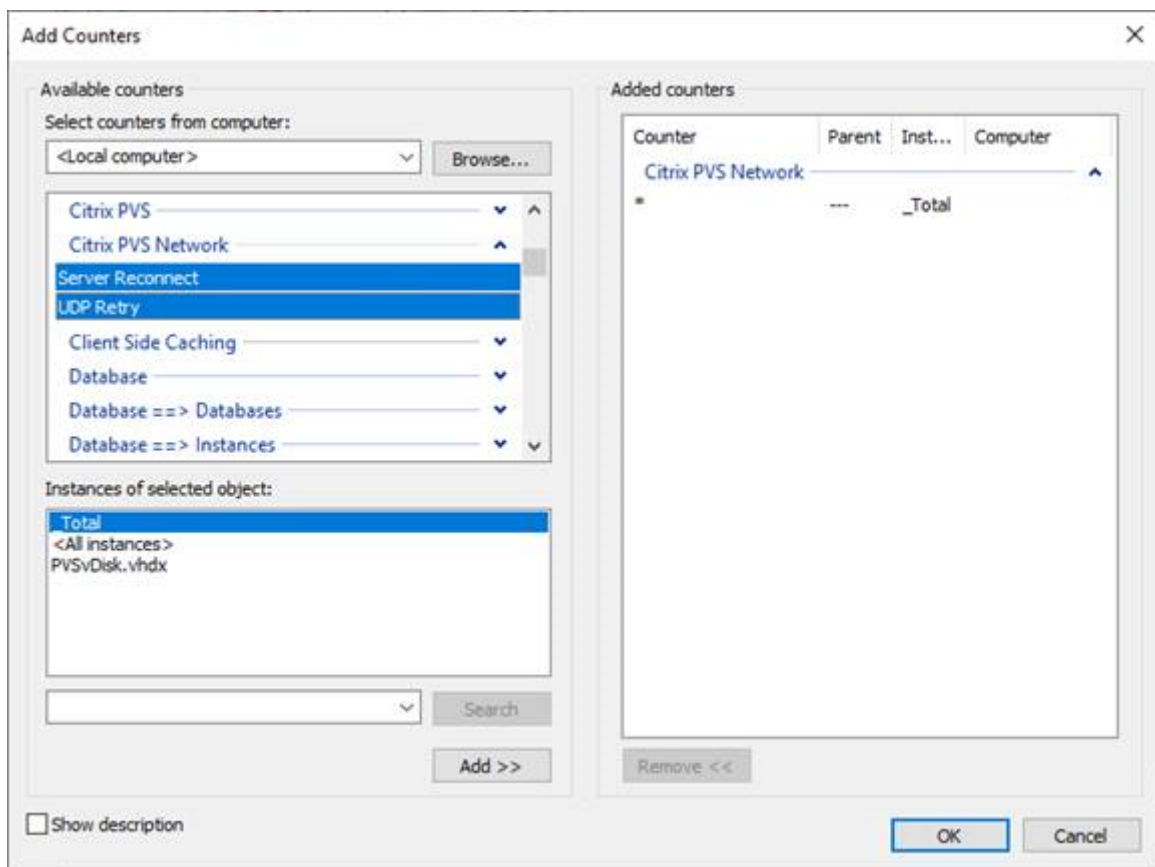 Add Counters
Available counters
Select counters from computer:
<Local computer>
Browse...
Citrix PVS
Citrix PVS Network
Server Reconnect
UDP Retry
Client Side Caching
Database
Database ==> Databases
Database ==> Instances
Instances of selected object:
_Total
<All instances>
PVSvDisk.vhdx
Search
Add >>
Show description
Added counters
Counter Parent Inst... Computer
Citrix PVS Network
* --- _Total
Remove <<
OK Cancel